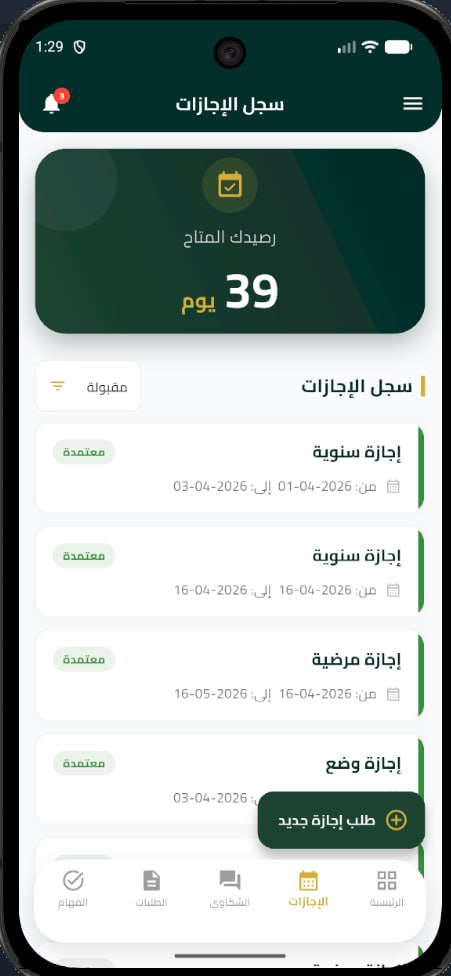 1:29
3
سجل الإجازات
رصيدك المتاح
39 يوم
سجل الإجازات
مقبولة
إجازة سنوية
معتمدة
من: 2026-04-01 إلى: 2026-04-03
إجازة سنوية
معتمدة
من: 2026-04-16 إلى: 2026-04-16
إجازة مرضية
معتمدة
من: 2026-04-16 إلى: 2026-05-16
إجازة وضع
معتمدة
2026-04-03
طلب إجازة جديد
الرئيسية
الإجازات
الشكاوي
الطلبات
المهام